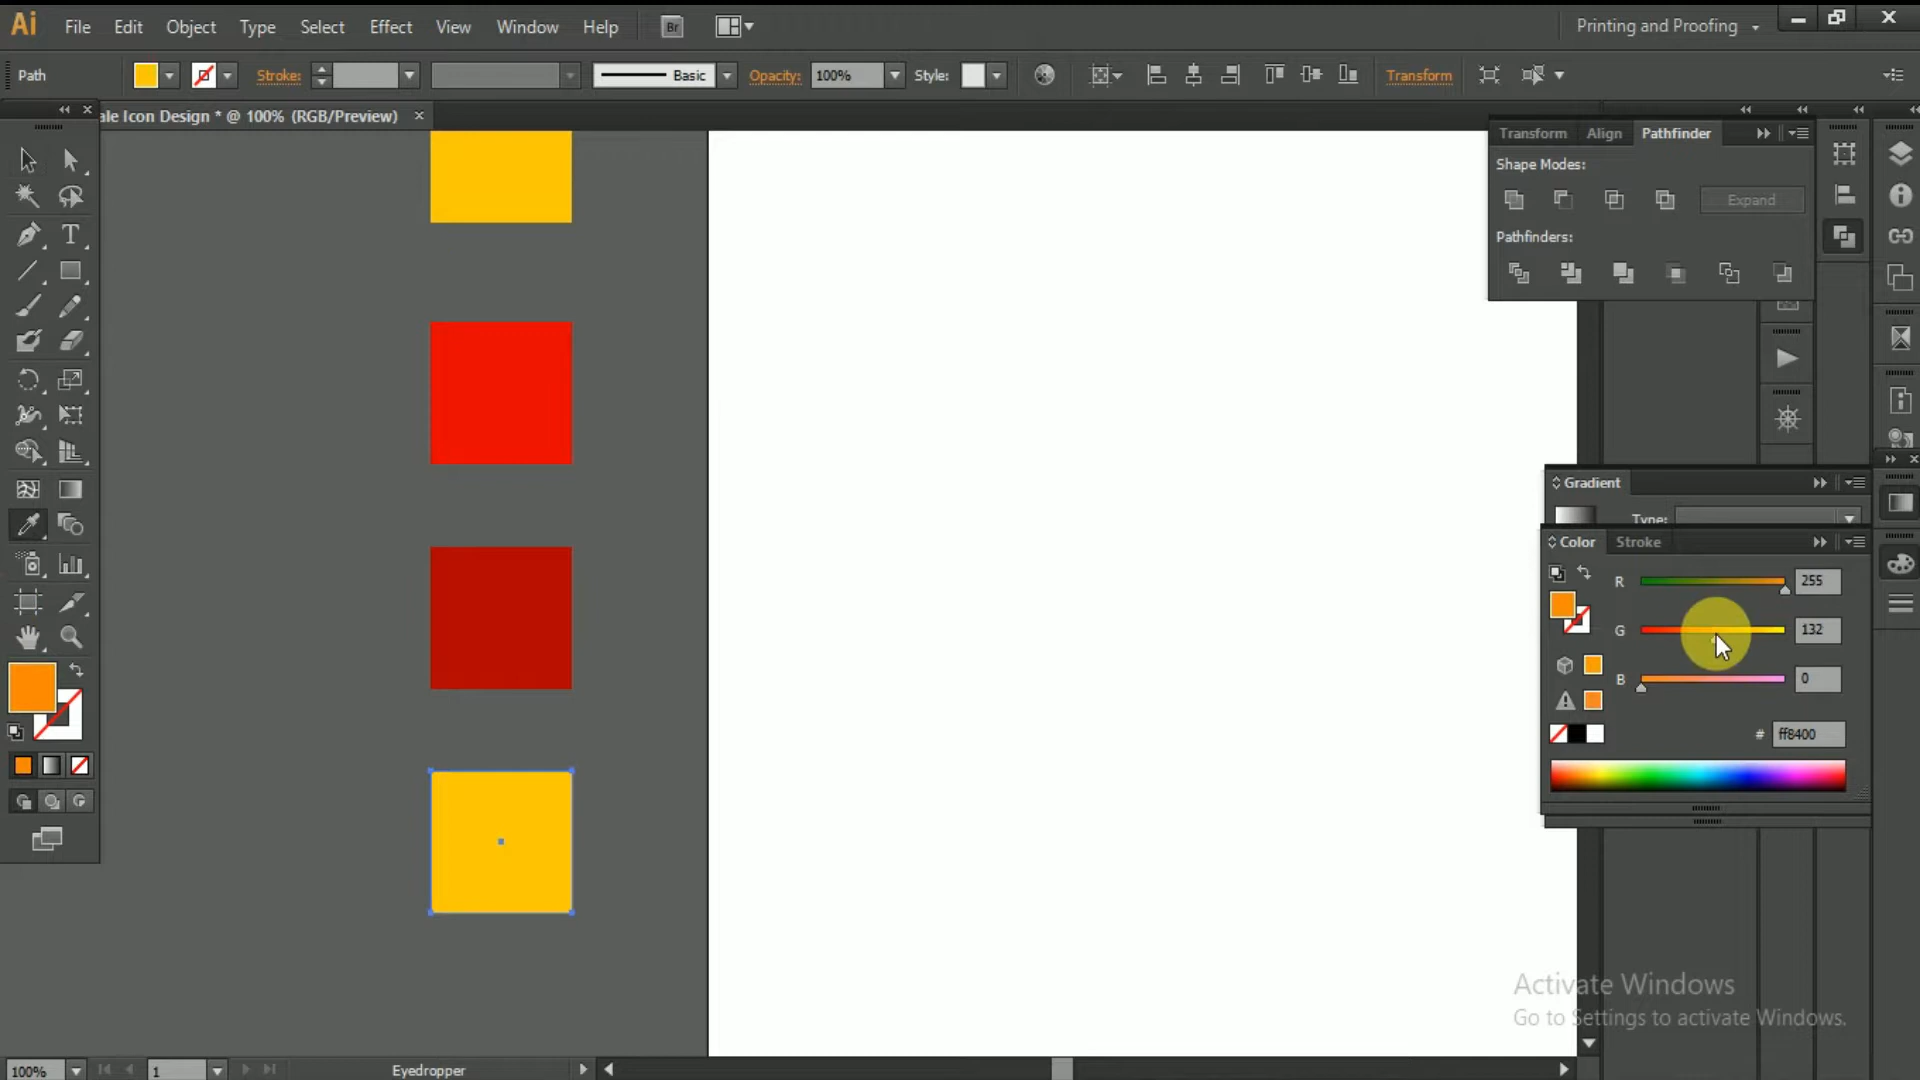 Ai File Edit Object Type Select Effect View Window Help Br Printing and Proofing
Path Stroke: Basic Opacity: 100% Style: Transform
ale Icon Design * @ 100% (RGB/Preview)
Transform Align Pathfinder
Shape Modes:
Expand
Pathfinders:
Gradient
Type:
Color Stroke
R 255
G 132
B 0
# ff8400
Activate Windows
Go to Settings to activate Windows.
100% 1 Eyedropper